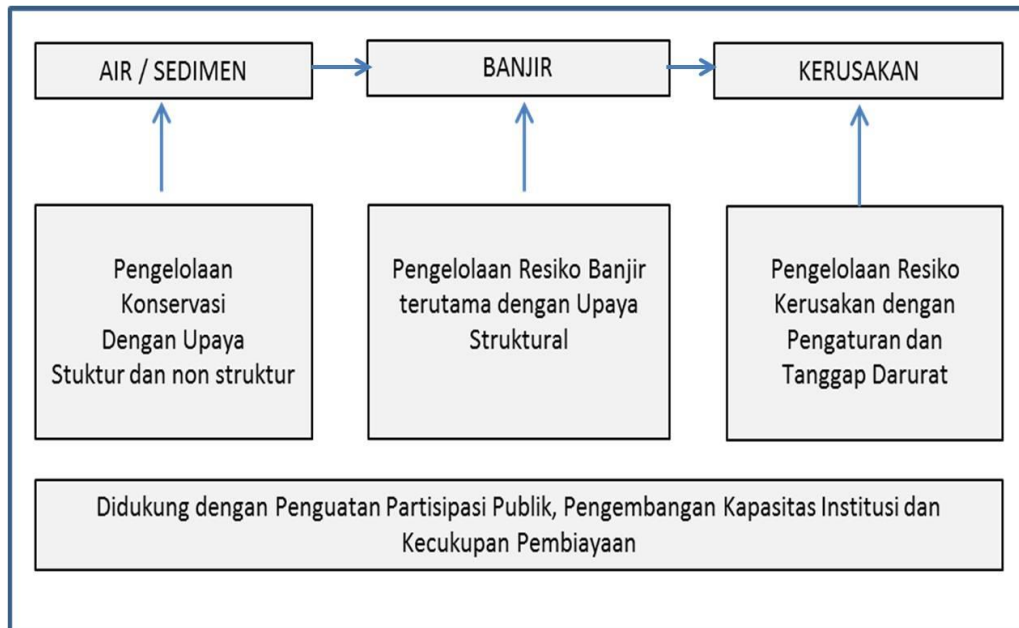 AIR / SEDIMEN
BANJIR
KERUSAKAN
Pengelolaan
Konservasi
Dengan Upaya
Stuktur dan non struktur
Pengelolaan Resiko Banjir
terutama dengan Upaya
Struktural
Pengelolaan Resiko
Kerusakan dengan
Pengaturan dan
Tanggap Darurat
Didukung dengan Penguatan Partisipasi Publik, Pengembangan Kapasitas Institusi dan
Kecukupan Pembiayaan